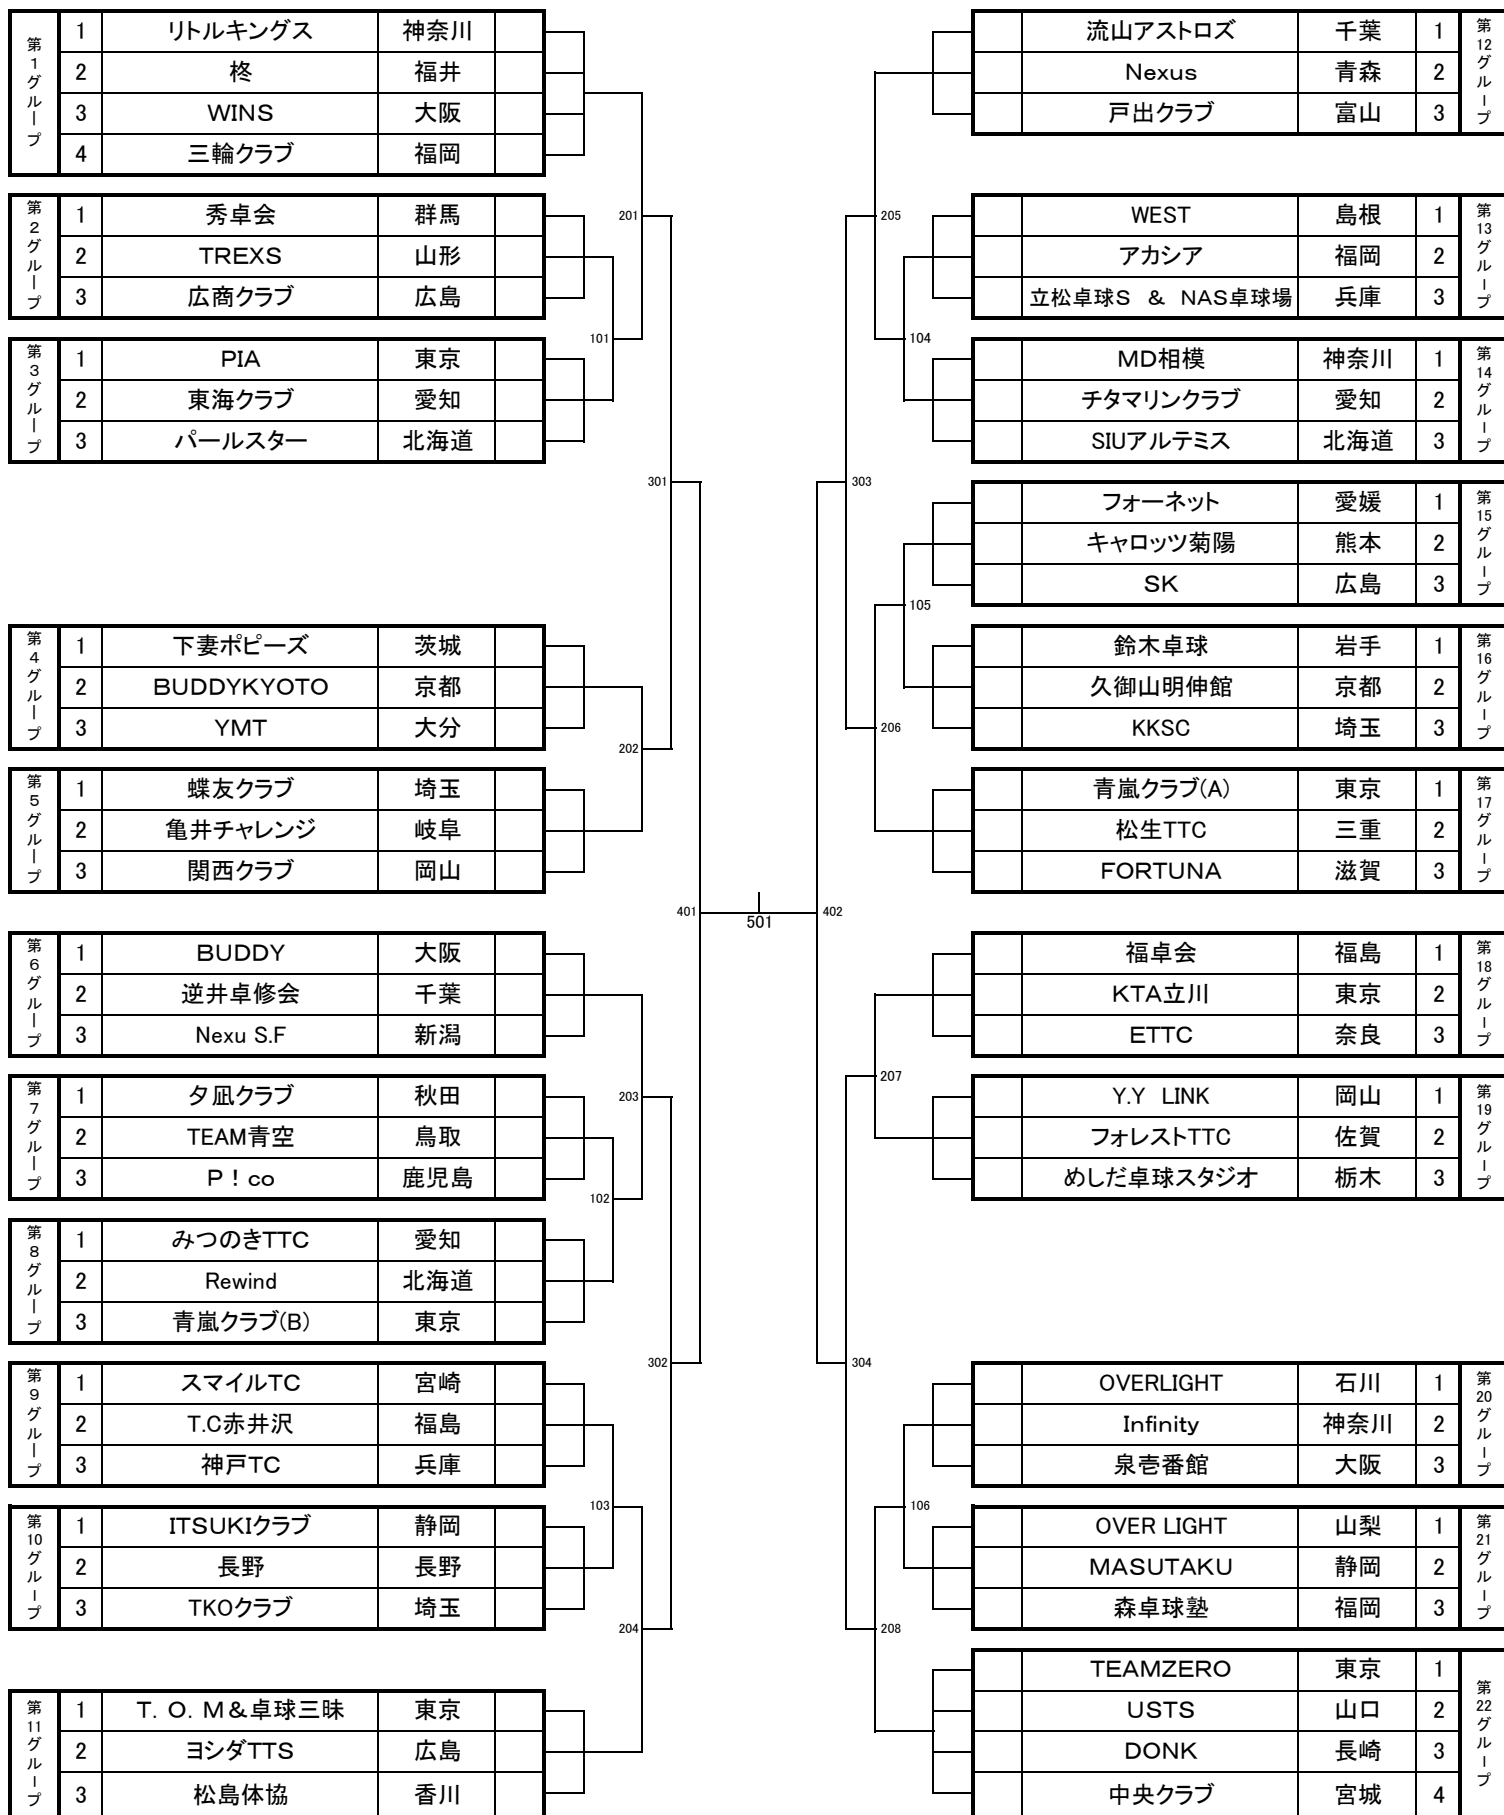 第1グループ
1 リトルキングス 神奈川
2 柊 福井
3 WINS 大阪
4 三輪クラブ 福岡
第2グループ
1 秀卓会 群馬
2 TREXS 山形
3 広商クラブ 広島
第3グループ
1 PIA 東京
2 東海クラブ 愛知
3 パールスター 北海道
第4グループ
1 下妻ポピーズ 茨城
2 BUDDYKYOTO 京都
3 YMT 大分
第5グループ
1 蝶友クラブ 埼玉
2 亀井チャレンジ 岐阜
3 関西クラブ 岡山
第6グループ
1 BUDDY 大阪
2 逆井卓修会 千葉
3 Nexu S.F 新潟
第7グループ
1 夕凪クラブ 秋田
2 TEAM青空 鳥取
3 P！co 鹿児島
第8グループ
1 みつのきTTC 愛知
2 Rewind 北海道
3 青嵐クラブ(B) 東京
第9グループ
1 スマイルTC 宮崎
2 T.C赤井沢 福島
3 神戸TC 兵庫
第10グループ
1 ITSUKIクラブ 静岡
2 長野 長野
3 TKOクラブ 埼玉
第11グループ
1 T．O．M＆卓球三昧 東京
2 ヨシダTTS 広島
3 松島体協 香川
201
101
301
202
401
203
102
302
103
204
501
205
104
303
105
206
402
207
304
106
208
流山アストロズ 千葉 1
Nexus 青森 2
戸出クラブ 富山 3
第12グループ
WEST 島根 1
アカシア 福岡 2
立松卓球S ＆ NAS卓球場 兵庫 3
第13グループ
MD相模 神奈川 1
チタマリンクラブ 愛知 2
SIUアルテミス 北海道 3
第14グループ
フォーネット 愛媛 1
キャロッツ菊陽 熊本 2
SK 広島 3
第15グループ
鈴木卓球 岩手 1
久御山明伸館 京都 2
KKSC 埼玉 3
第16グループ
青嵐クラブ(A) 東京 1
松生TTC 三重 2
FORTUNA 滋賀 3
第17グループ
福卓会 福島 1
KTA立川 東京 2
ETTC 奈良 3
第18グループ
Y.Y LINK 岡山 1
フォレストTTC 佐賀 2
めしだ卓球スタジオ 栃木 3
第19グループ
OVERLIGHT 石川 1
Infinity 神奈川 2
泉壱番館 大阪 3
第20グループ
OVER LIGHT 山梨 1
MASUTAKU 静岡 2
森卓球塾 福岡 3
第21グループ
TEAMZERO 東京 1
USTS 山口 2
DONK 長崎 3
中央クラブ 宮城 4
第22グループ